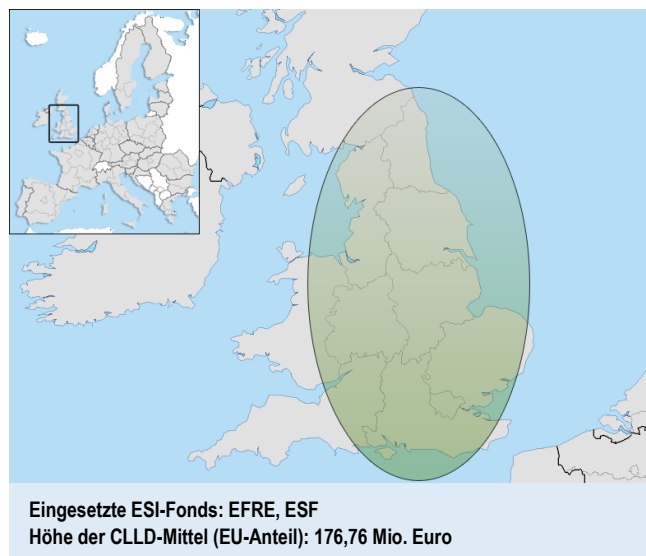 Eingesetzte ESI-Fonds: EFRE, ESF
Höhe der CLLD-Mittel (EU-Anteil): 176,76 Mio. Euro